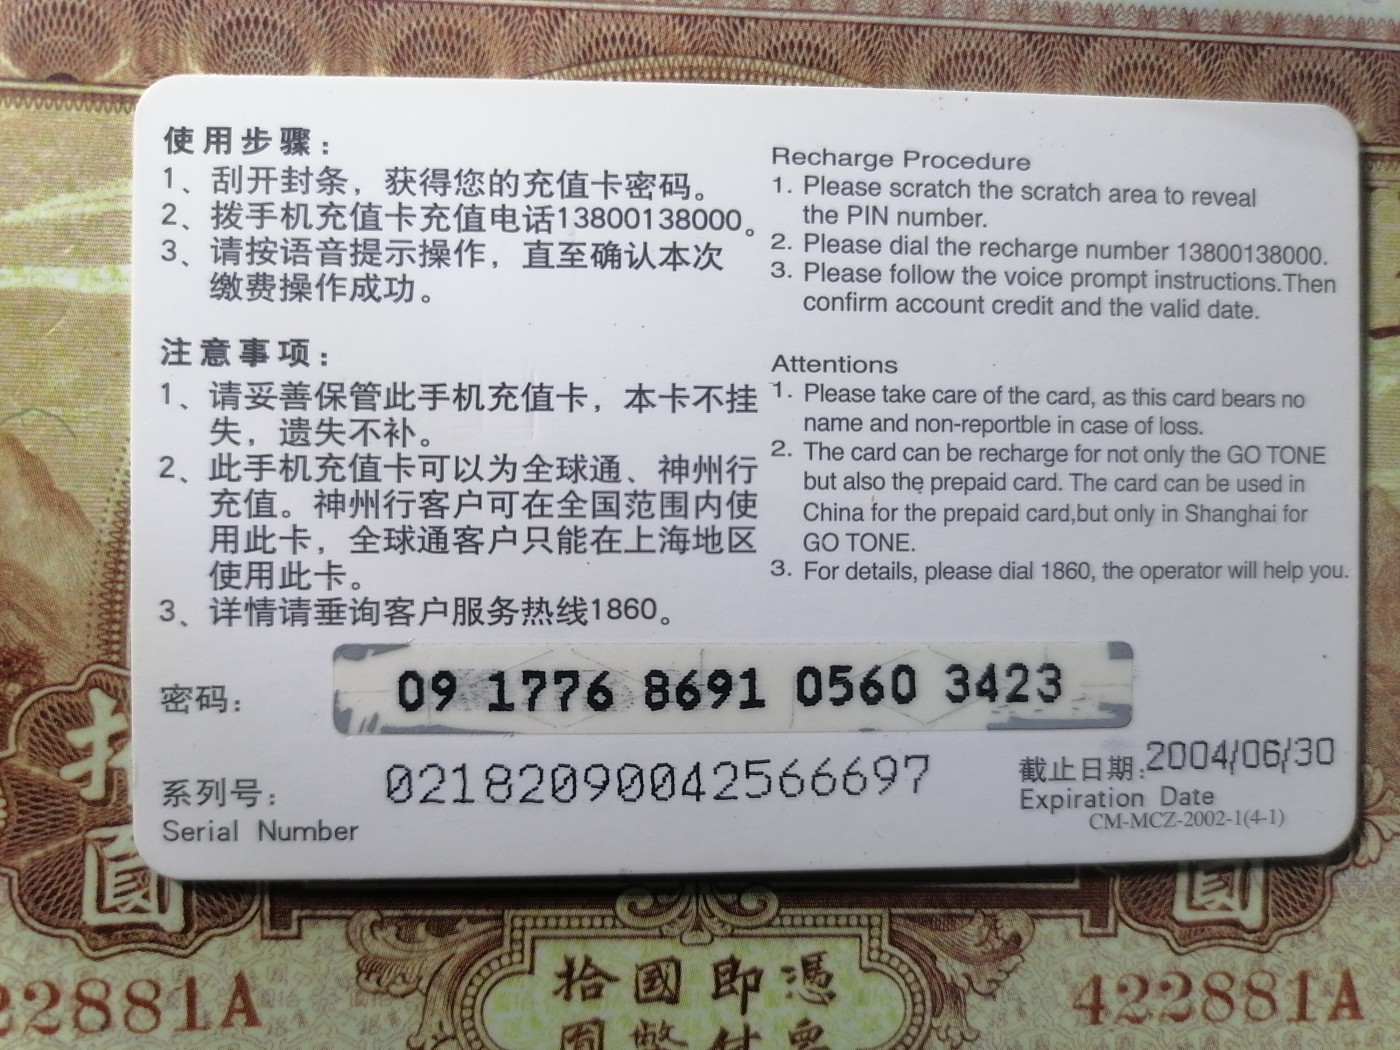 使用步骤：
1、刮开封条，获得您的充值卡密码。
2、拨手机充值卡充值电话13800138000。
3、请按语音提示操作，直至确认本次
缴费操作成功。
注意事项：
1、请妥善保管此手机充值卡，本卡不挂
失，遗失不补。
2、此手机充值卡可以为全球通、神州行
充值。神州行客户可在全国范围内使
用此卡，全球通客户只能在上海地区
使用此卡。
3、详情请垂询客户服务热线1860。
Recharge Procedure
1. Please scratch the scratch area to reveal
the PIN number.
2. Please dial the recharge number 13800138000.
3. Please follow the voice prompt instructions.Then
confirm account credit and the valid date.
Attentions
1. Please take care of the card, as this card bears no
name and non-reportble in case of loss.
2. The card can be recharge for not only the GO TONE
but also the prepaid card. The card can be used in
China for the prepaid card,but only in Shanghai for
GO TONE.
3. For details, please dial 1860, the operator will help you.
密码： 09 1776 8691 0560 3423
系列号： 02182090042566697
Serial Number
截止日期：2004/06/30
Expiration Date
CM-MCZ-2002-1(4-1)
拾
圆
圆
22881A
422881A
拾國即憑